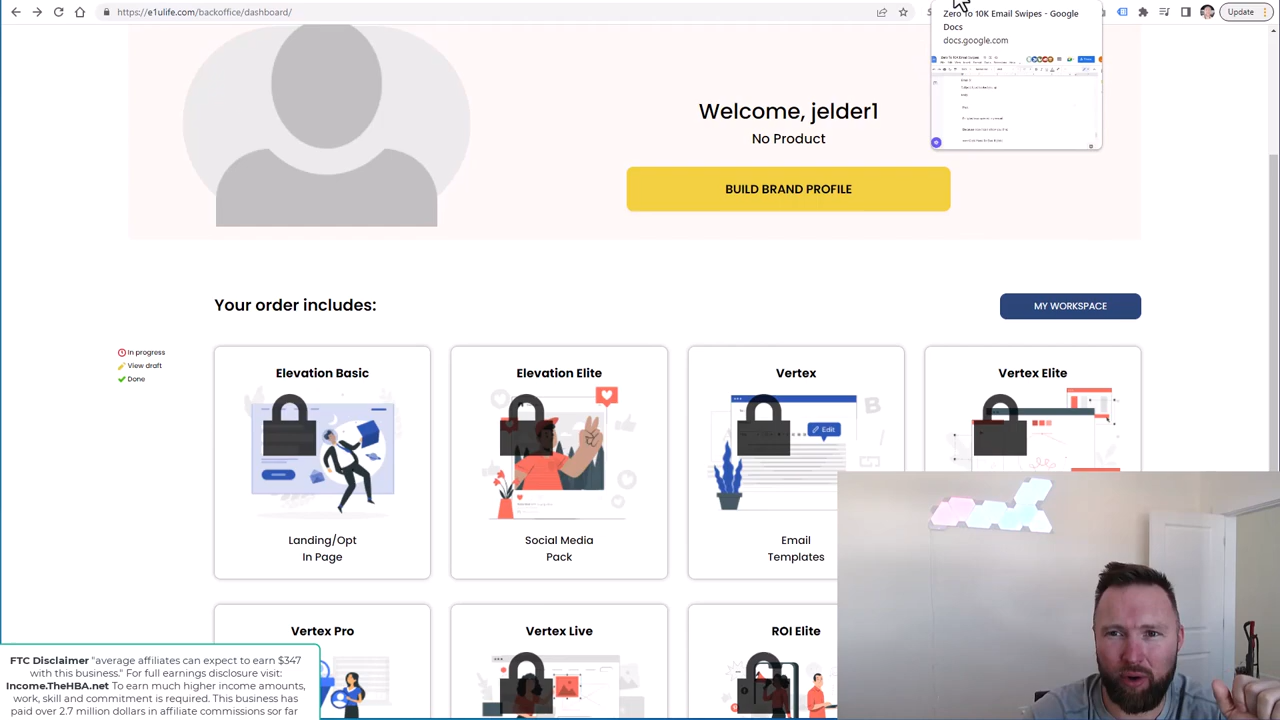 https://e1ulife.com/backoffice/dashboard/
Update
Zero To 10K Email Swipes - Google
Docs
docs.google.com
Zero To 10K Email Swipes
Welcome, jelder1
No Product
BUILD BRAND PROFILE
Your order includes:
MY WORKSPACE
In progress
View draft
Done
Elevation Basic
Landing/Opt
In Page
Elevation Elite
Social Media
Pack
Vertex
Edit
Email
Templates
Vertex Elite
Vertex Pro
Vertex Live
ROI Elite
FTC Disclaimer "average affiliates can expect to earn $347
with this business." For full earnings disclosure visit:
Income.TheHBA.net To earn much higher income amounts,
work, skill and commitment is required. This business has
paid over 2.7 million dollars in affiliate commissions sor far